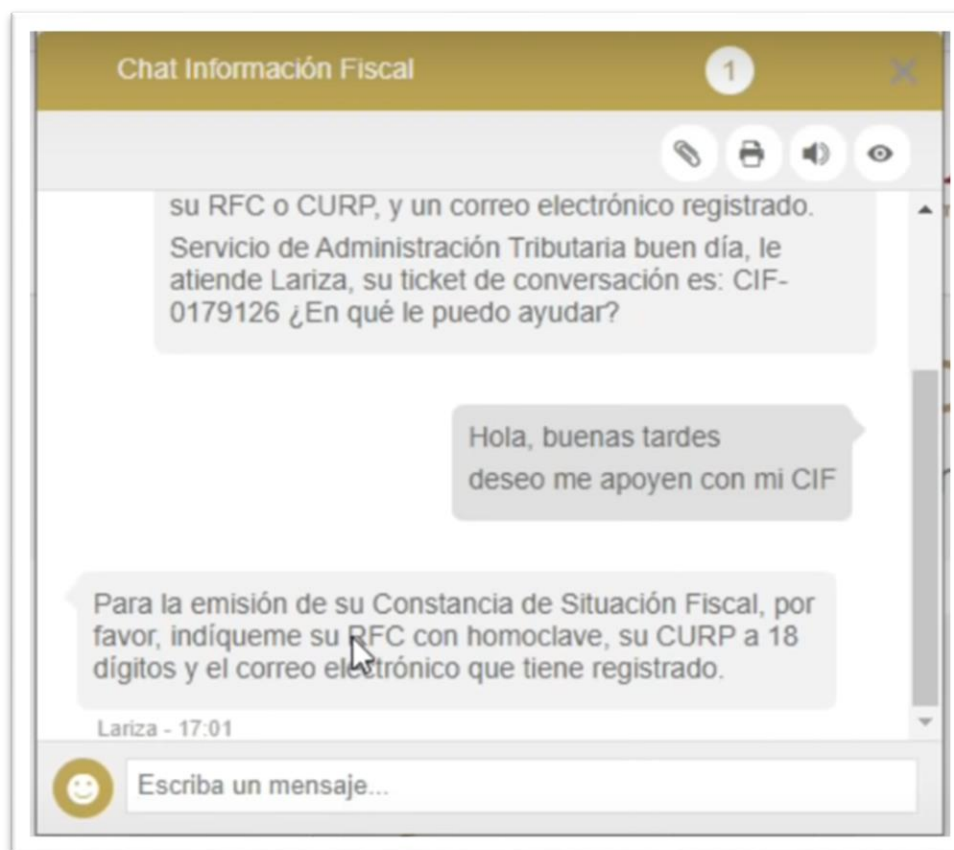 Chat Información Fiscal
1
su RFC o CURP, y un correo electrónico registrado.
Servicio de Administración Tributaria buen día, le
atiende Lariza, su ticket de conversación es: CIF-
0179126 ¿En qué le puedo ayudar?
Hola, buenas tardes
deseo me apoyen con mi CIF
Para la emisión de su Constancia de Situación Fiscal, por
favor, indíqueme su RFC con homoclave, su CURP a 18
dígitos y el correo electrónico que tiene registrado.
Lariza - 17:01
Escriba un mensaje...